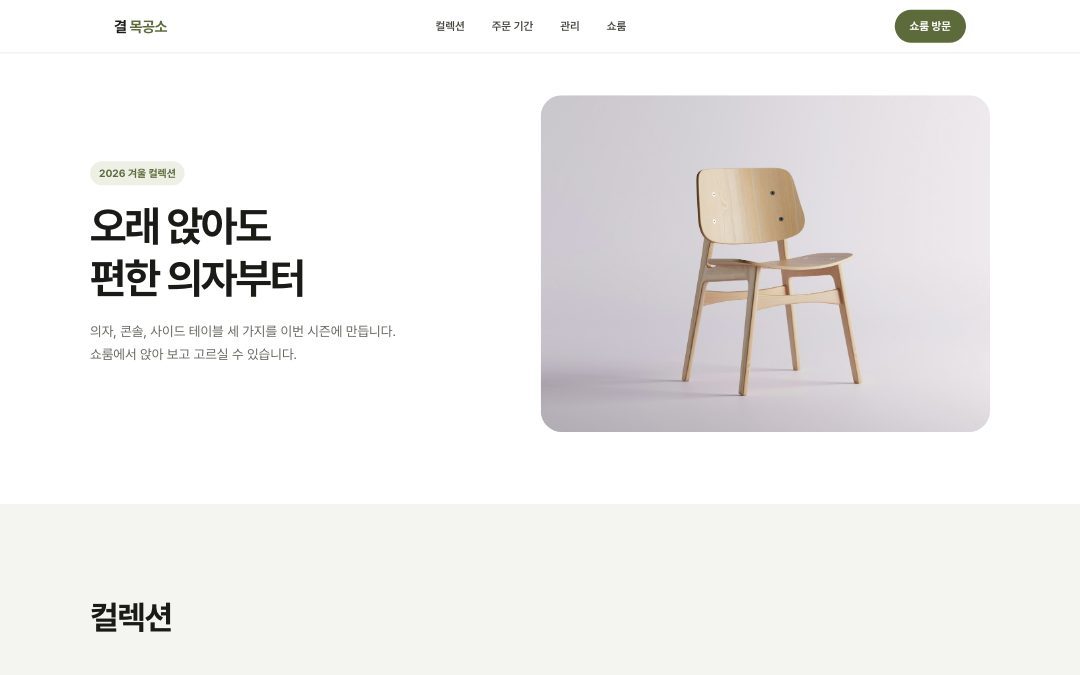 결 목공소
컬렉션
주문 기간
관리
쇼룸
쇼룸 방문
2026 겨울 컬렉션
오래 앉아도
편한 의자부터
의자, 콘솔, 사이드 테이블 세 가지를 이번 시즌에 만듭니다.
쇼룸에서 앉아 보고 고르실 수 있습니다.
컬렉션